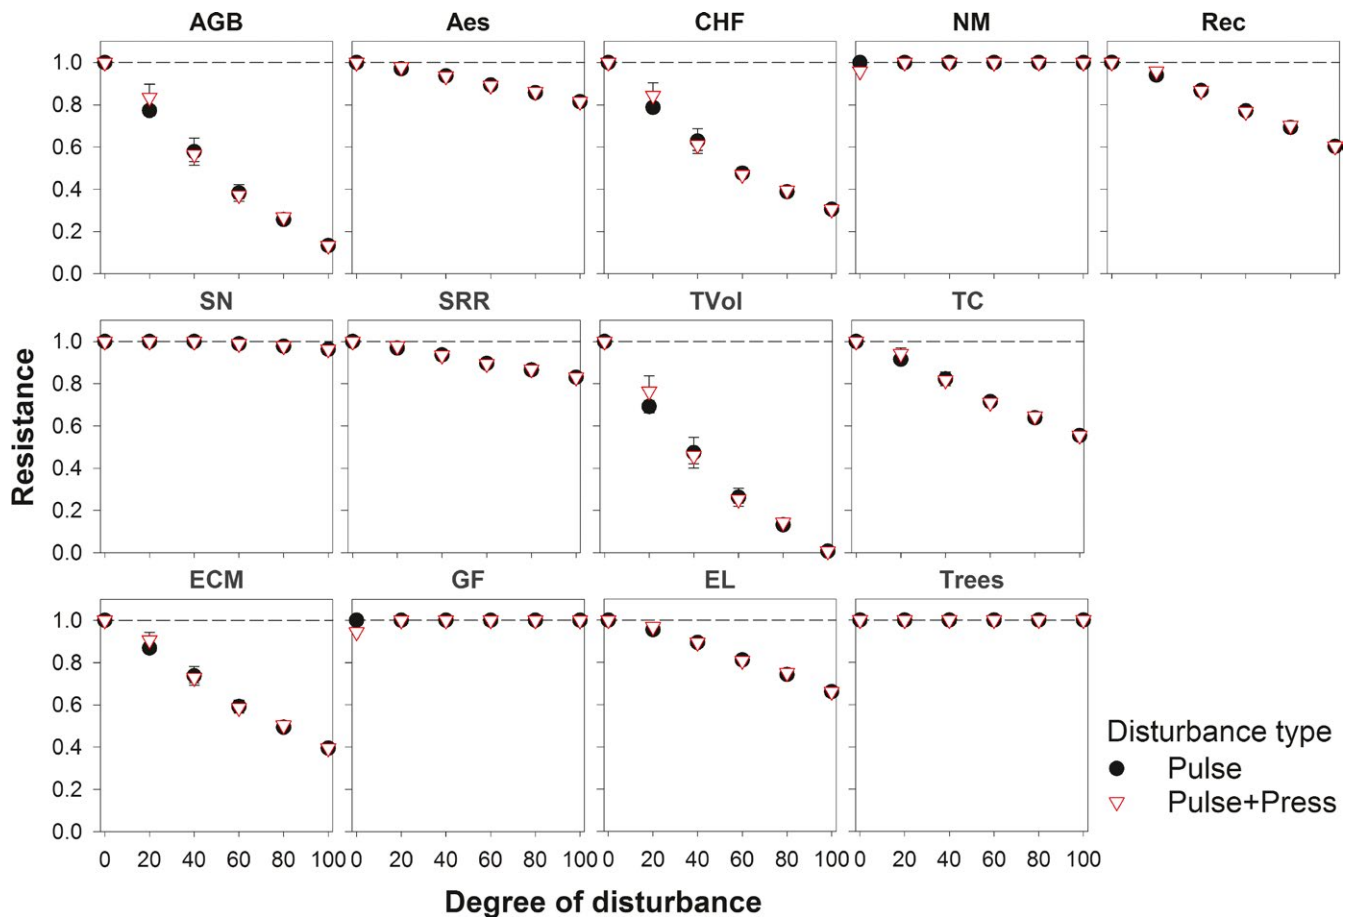 AGB Aes CHF NM Rec
1.0
0.8
0.6
0.4
0.2
0.0
SN SRR TVol TC
1.0
0.8
0.6
0.4
0.2
0.0
ECM GF EL Trees
1.0
0.8
0.6
0.4
0.2
0.0
0 20 40 60 80 100 0 20 40 60 80 100 0 20 40 60 80 100 0 20 40 60 80 100
Resistance
Degree of disturbance
Disturbance type
Pulse
Pulse+Press